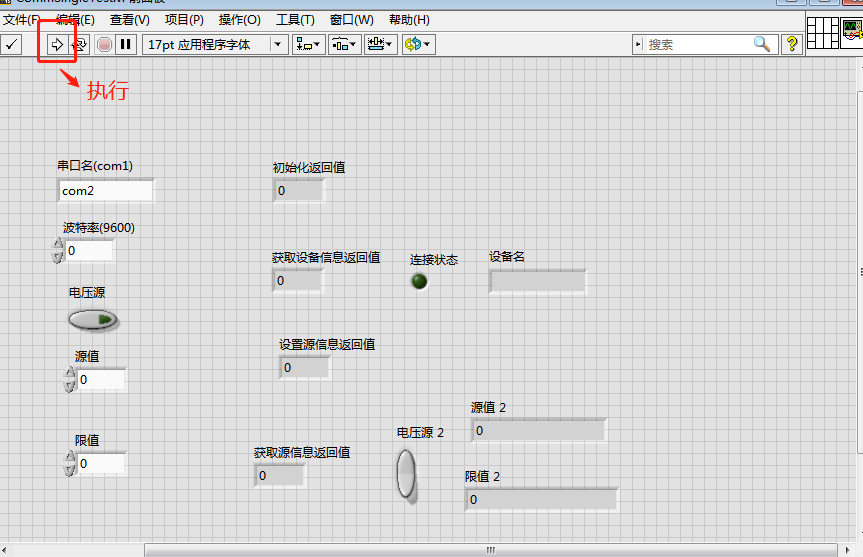 文件(F) 编辑(E) 查看(V) 项目(P) 操作(O) 工具(T) 窗口(W) 帮助(H)
17pt 应用程序字体
搜索
?
执行
串口名(com1)
com2
初始化返回值
0
波特率(9600)
0
获取设备信息返回值
0
连接状态
设备名
电压源
设置源信息返回值
0
源值
0
源值 2
0
电压源 2
限值
0
获取源信息返回值
0
限值 2
0